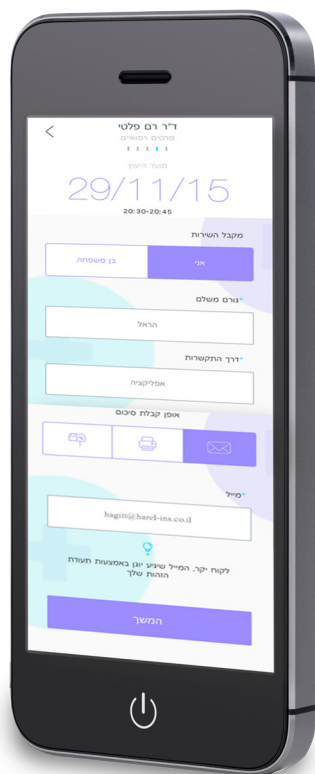 ד"ר רם פלטי
פרטים רפואיים
מועד היעוץ
29/11/15
20:30-20:45
מקבל השירות
אני
בן משפחה
*גורם משלם
הראל
*דרך התקשרות
אפליקציה
אופן קבלת סיכום
*מייל
hagitt@harel-ins.co.il
לקוח יקר, המייל שיגיע יוגן באמצעות תעודת
הזהות שלך
המשך